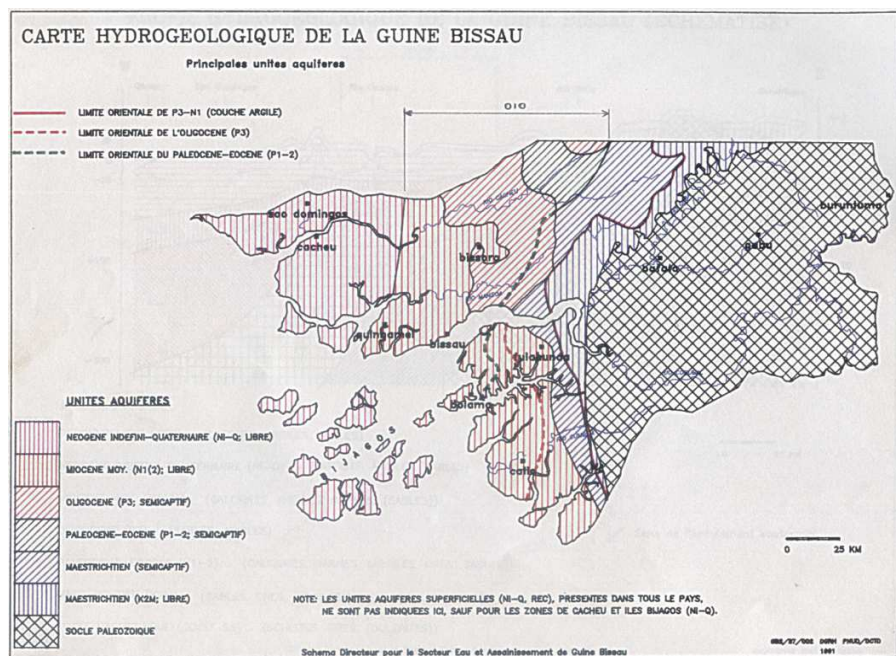 CARTE HYDROGEOLOGIQUE DE LA GUINE BISSAU
Principales unites aquiferes
LIMITE ORIENTALE DE P3-N1 (COUCHE ARGILE)
LIMITE ORIENTALE DE L'OLIGOCENE (P3)
LIMITE ORIENTALE DU PALEOCENE-EOCENE (P1-2)
010
sao domingos
cacheu
bissora
buruntuma
gabu
bafata
quinhamel
bissau
fulakunda
bolama
catio
BIJAGOS
UNITES AQUIFERES
NEOGENE INDEFINI-QUATERNAIRE (NI-Q; LIBRE)
MIOCENE MOY. (N1(2); LIBRE)
OLIGOCENE (P3; SEMICAPTIF)
PALEOCENE-EOCENE (P1-2; SEMICAPTIF)
MAESTRICHTIEN (SEMICAPTIF)
MAESTRICHTIEN (K2M; LIBRE)
SOCLE PALEOZOIQUE
0 25 KM
NOTE: LES UNITES AQUIFERES SUPERFICIELLES (NI-Q, REC), PRESENTES DANS TOUT LE PAYS,
NE SONT PAS INDIQUEES ICI, SAUF POUR LES ZONES DE CACHEU ET ILES BIJAGOS (NI-Q).
Schema Directeur pour le Secteur Eau et Assainissement de Guine Bissau
1991